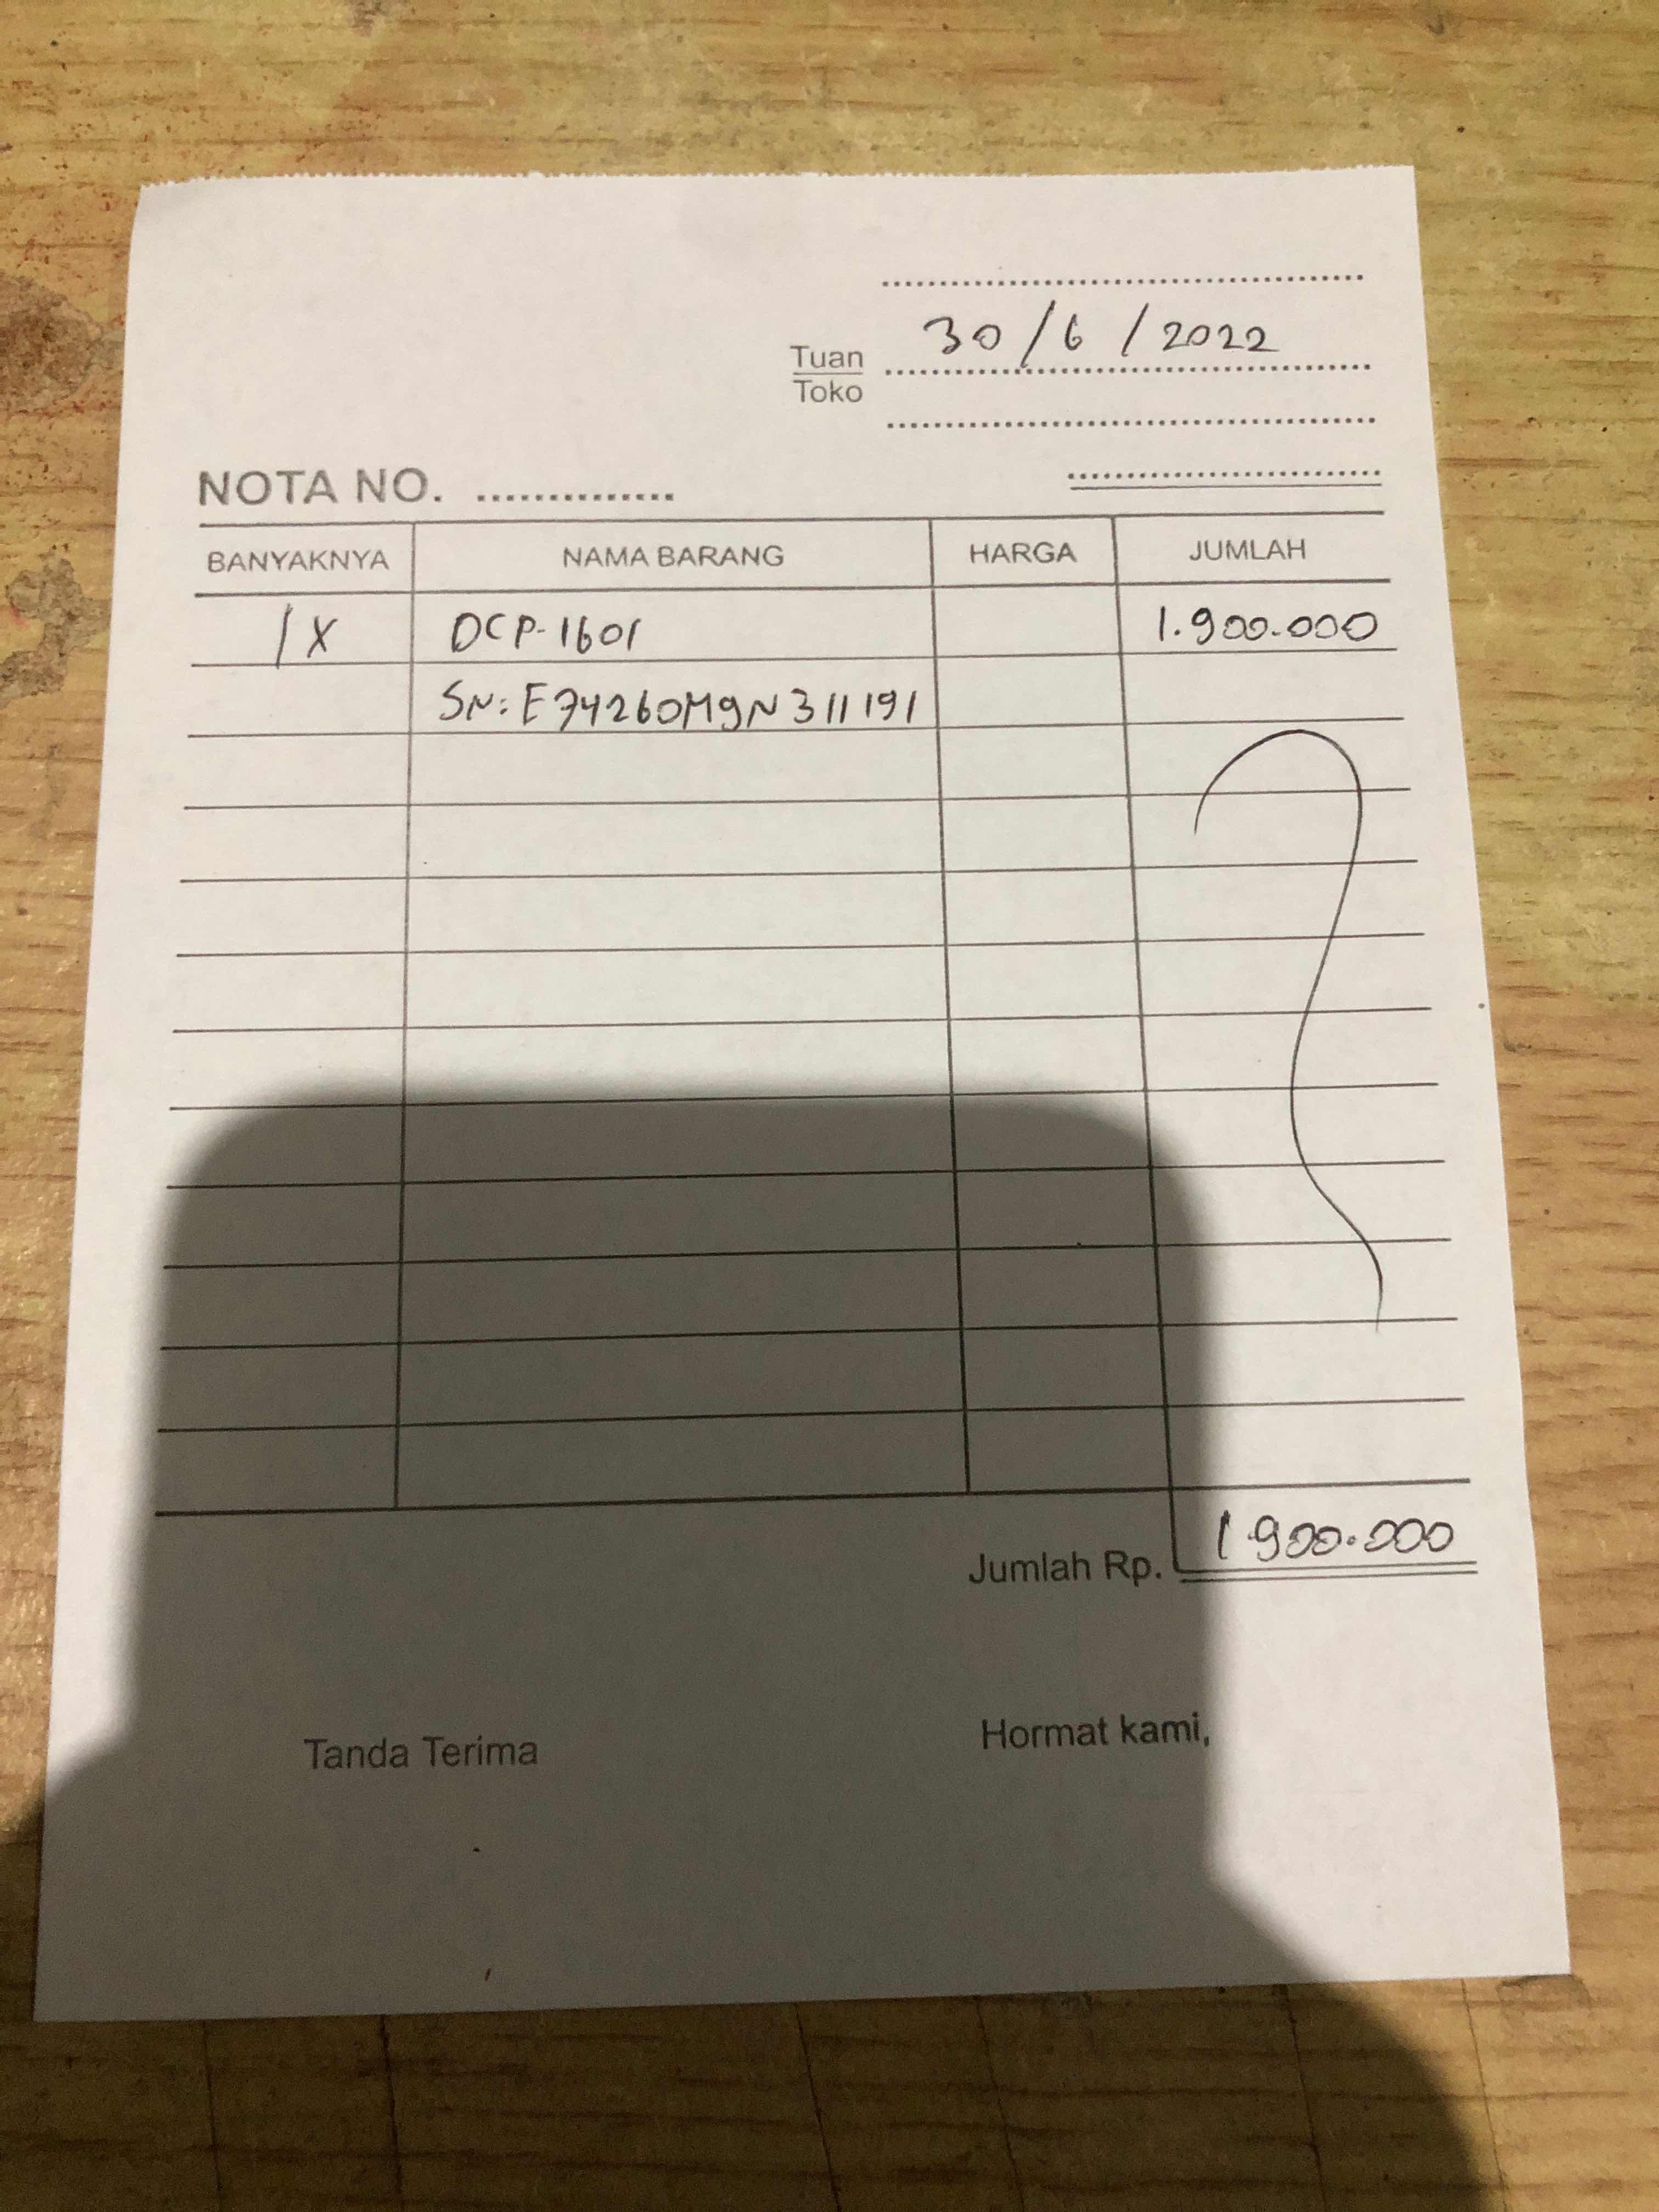 30/6/2022
Tuan
Toko
NOTA NO. ..............
BANYAKNYA NAMA BARANG HARGA JUMLAH
1X DCP-1601 1.900.000
SN: E74260M9N311191
Jumlah Rp. 1.900.000
Tanda Terima Hormat kami,